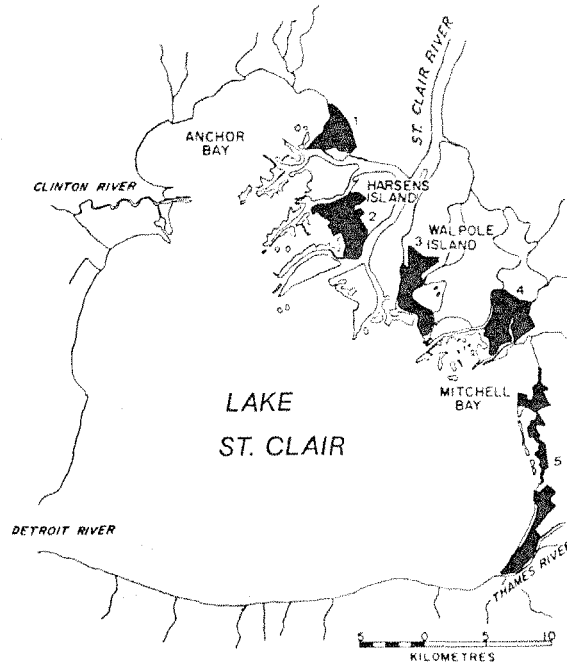 ST. CLAIR RIVER
1
ANCHOR
BAY
CLINTON RIVER
HARSENS
ISLAND
2
WALPOLE
ISLAND
3
4
MITCHELL
BAY
LAKE
ST. CLAIR
5
DETROIT RIVER
THAMES RIVER
5 0 5 10
KILOMETRES